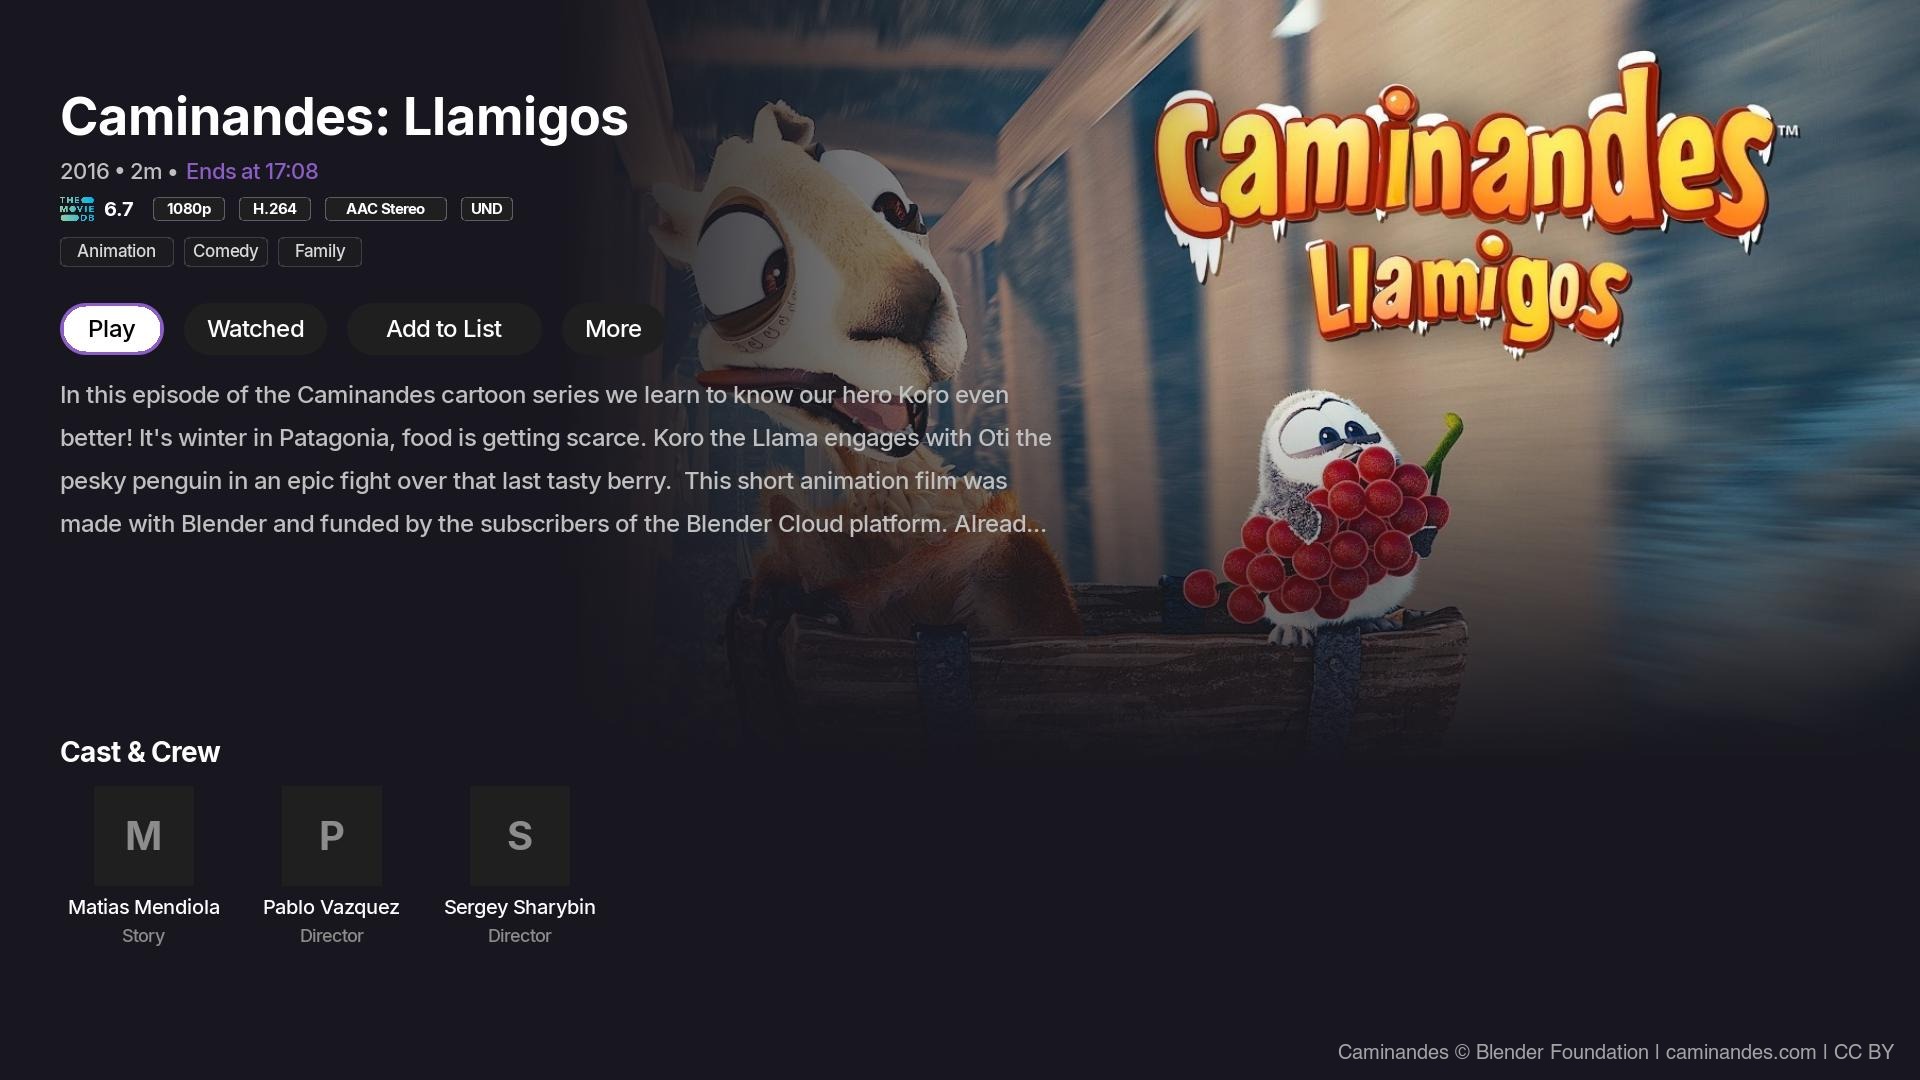 Caminandes: Llamigos
2016 • 2m • Ends at 17:08
THE MOVIE DB 6.7 1080p H.264 AAC Stereo UND
Animation Comedy Family
Play Watched Add to List More
In this episode of the Caminandes cartoon series we learn to know our hero Koro even
better! It's winter in Patagonia, food is getting scarce. Koro the Llama engages with Oti the
pesky penguin in an epic fight over that last tasty berry.  This short animation film was
made with Blender and funded by the subscribers of the Blender Cloud platform. Alread...
Caminandes™
Llamigos
Cast & Crew
M P S
Matias Mendiola Pablo Vazquez Sergey Sharybin
Story Director Director
Caminandes © Blender Foundation | caminandes.com | CC BY